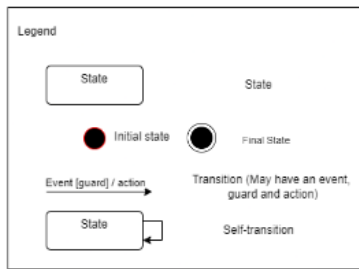 Legend
State
State
Initial state
Final State
Event [guard] / action
Transition (May have an event,
guard and action)
State
Self-transition